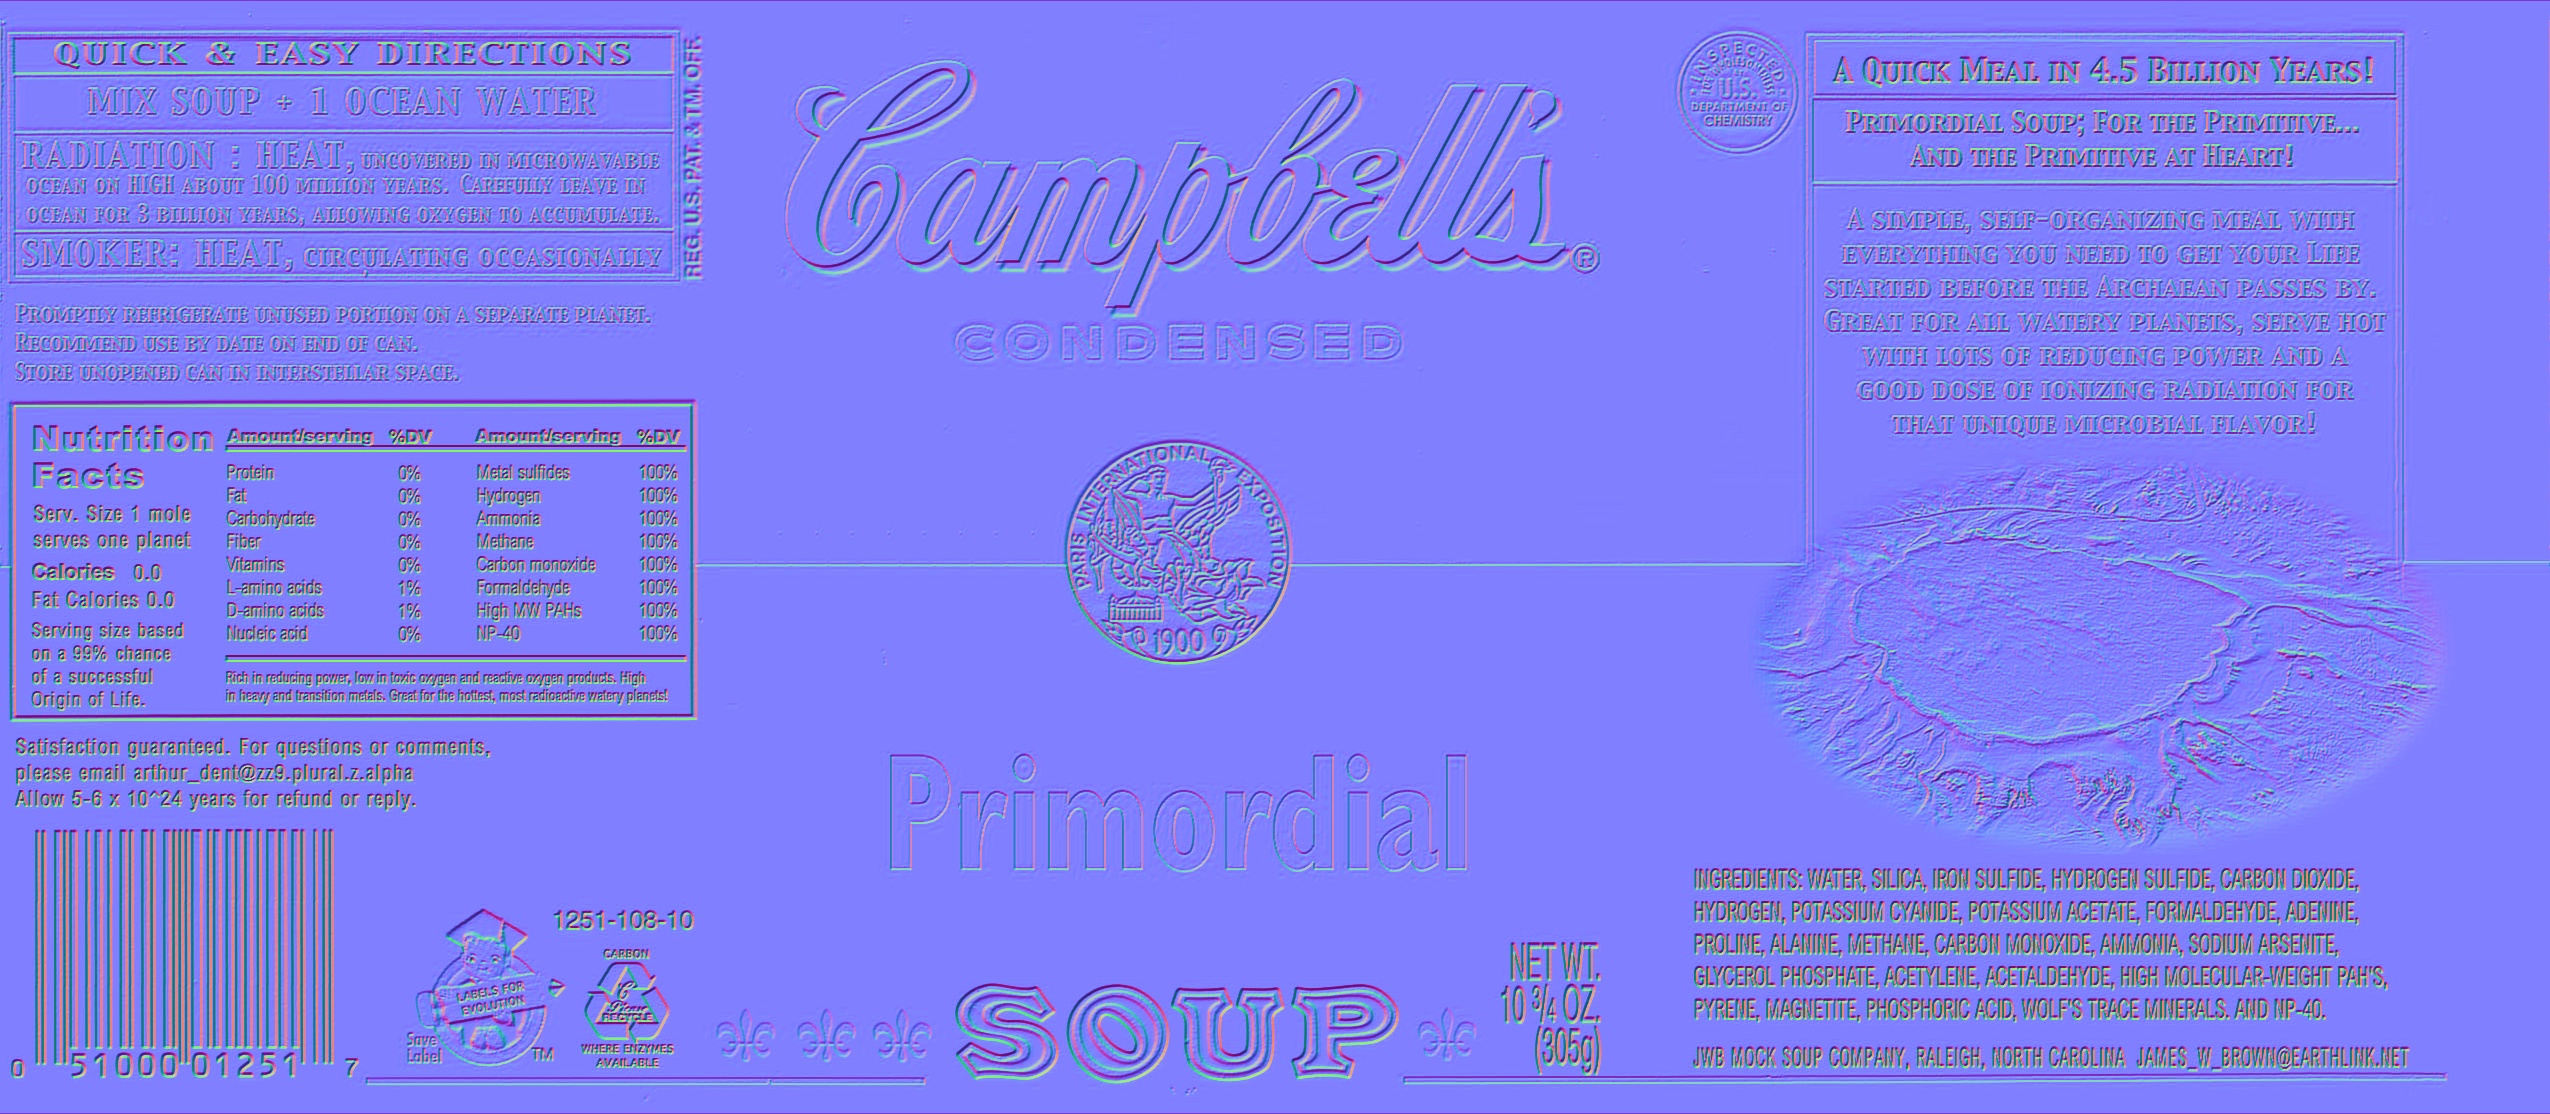 QUICK & EASY DIRECTIONS
MIX SOUP + 1 OCEAN WATER
RADIATION : HEAT, UNCOVERED IN MICROWAVABLE
OCEAN ON HIGH ABOUT 100 MILLION YEARS. CAREFULLY LEAVE IN
OCEAN FOR 3 BILLION YEARS, ALLOWING OXYGEN TO ACCUMULATE.
SMOKER: HEAT, CIRCULATING OCCASIONALLY
REG. U.S. PAT. & TM. OFF.
PROMPTLY REFRIGERATE UNUSED PORTION ON A SEPARATE PLANET.
RECOMMEND USE BY DATE ON END OF CAN.
STORE UNOPENED CAN IN INTERSTELLAR SPACE.
Nutrition
Facts
Serv. Size 1 mole
serves one planet
Calories 0.0
Fat Calories 0.0
Serving size based
on a 99% chance
of a successful
Origin of Life.
Amount/serving %DV Amount/serving %DV
Protein 0% Metal sulfides 100%
Fat 0% Hydrogen 100%
Carbohydrate 0% Ammonia 100%
Fiber 0% Methane 100%
Vitamins 0% Carbon monoxide 100%
L-amino acids 1% Formaldehyde 100%
D-amino acids 1% High MW PAHs 100%
Nucleic acid 0% NP-40 100%
Rich in reducing power, low in toxic oxygen and reactive oxygen products. High
in heavy and transition metals. Great for the hottest, most radioactive watery planets!
Satisfaction guaranteed. For questions or comments,
please email arthur_dent@zz9.plural.z.alpha
Allow 5-6 x 10^24 years for refund or reply.
0 51000 01251 7
LABELS FOR
EVOLUTION
Save
Label
TM
1251-108-10
CARBON
Please
RECYCLE
WHERE ENZYMES
AVAILABLE
Campbell's®
CONDENSED
PARIS INTERNATIONAL EXPOSITION
1900
Primordial
SOUP
NET WT.
10 3/4 OZ.
(305g)
INSPECTED
FOR WHOLESOMENESS
BY
U.S.
DEPARTMENT OF
CHEMISTRY
A QUICK MEAL IN 4.5 BILLION YEARS!
PRIMORDIAL SOUP; FOR THE PRIMITIVE...
AND THE PRIMITIVE AT HEART!
A SIMPLE, SELF-ORGANIZING MEAL WITH
EVERYTHING YOU NEED TO GET YOUR LIFE
STARTED BEFORE THE ARCHAEAN PASSES BY.
GREAT FOR ALL WATERY PLANETS, SERVE HOT
WITH LOTS OF REDUCING POWER AND A
GOOD DOSE OF IONIZING RADIATION FOR
THAT UNIQUE MICROBIAL FLAVOR!
INGREDIENTS: WATER, SILICA, IRON SULFIDE, HYDROGEN SULFIDE, CARBON DIOXIDE,
HYDROGEN, POTASSIUM CYANIDE, POTASSIUM ACETATE, FORMALDEHYDE, ADENINE,
PROLINE, ALANINE, METHANE, CARBON MONOXIDE, AMMONIA, SODIUM ARSENITE,
GLYCEROL PHOSPHATE, ACETYLENE, ACETALDEHYDE, HIGH MOLECULAR-WEIGHT PAH'S,
PYRENE, MAGNETITE, PHOSPHORIC ACID, WOLF'S TRACE MINERALS. AND NP-40.
JWB MOCK SOUP COMPANY, RALEIGH, NORTH CAROLINA JAMES_W_BROWN@EARTHLINK.NET